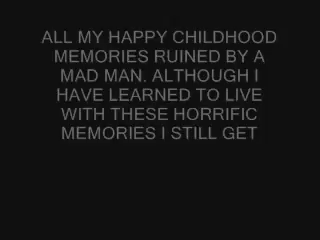 ALL MY HAPPY CHILDHOOD
MEMORIES RUINED BY A
MAD MAN. ALTHOUGH I
HAVE LEARNED TO LIVE
WITH THESE HORRIFIC
MEMORIES I STILL GET